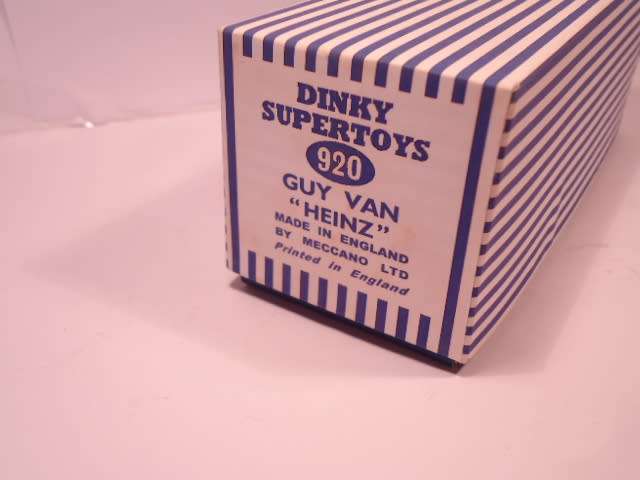 DINKY
SUPERTOYS
920
GUY VAN
"HEINZ"
MADE IN ENGLAND
BY MECCANO LTD
Printed in England